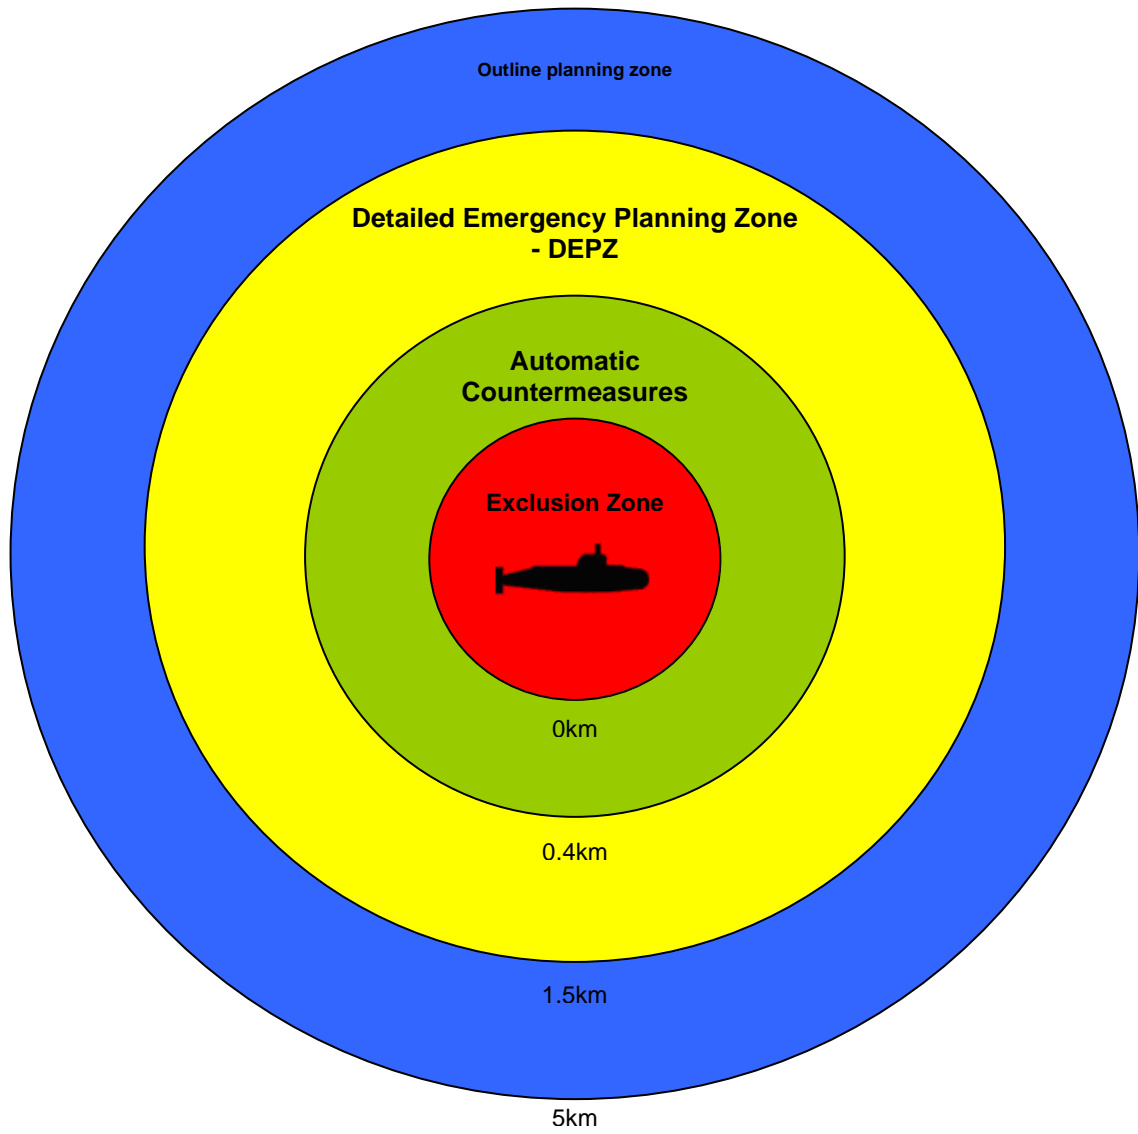 Outline planning zone
Detailed Emergency Planning Zone
- DEPZ
Automatic
Countermeasures
Exclusion Zone
0km
0.4km
1.5km
5km